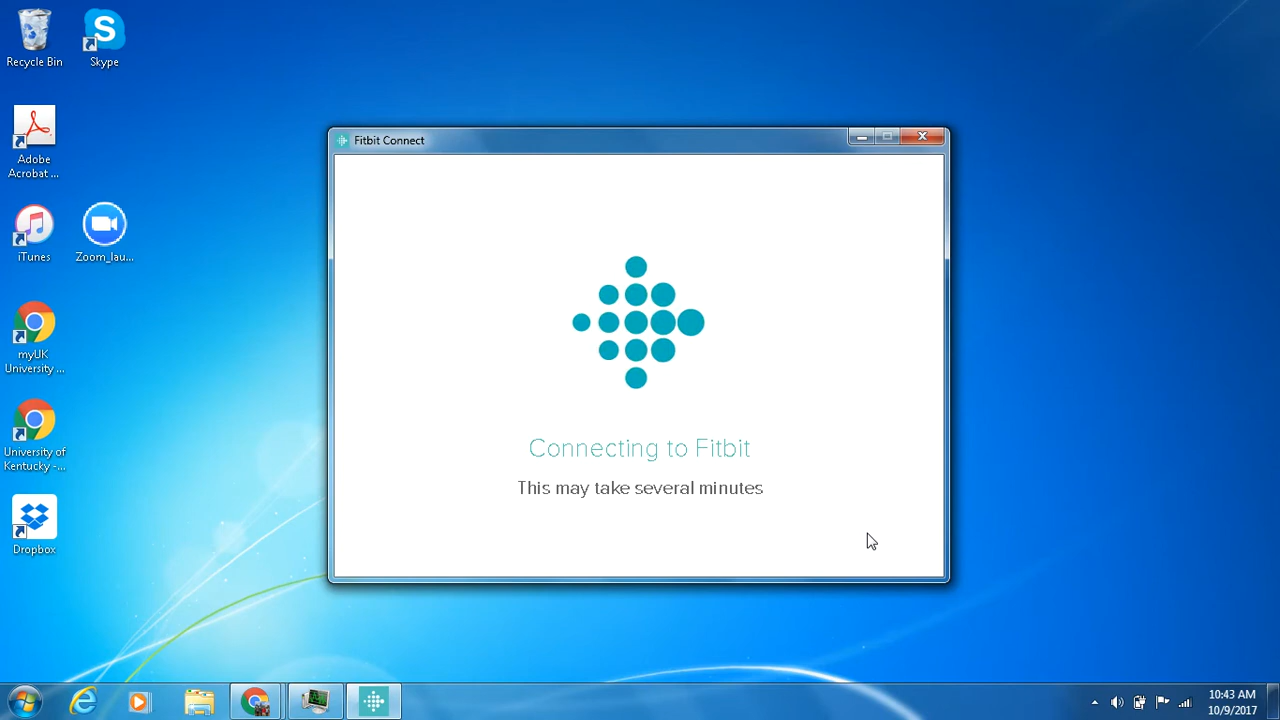 Recycle Bin
Skype
Adobe
Acrobat ...
iTunes
Zoom_lau...
myUK
University ...
University of
Kentucky -...
Dropbox
Fitbit Connect
Connecting to Fitbit
This may take several minutes
10:43 AM
10/9/2017